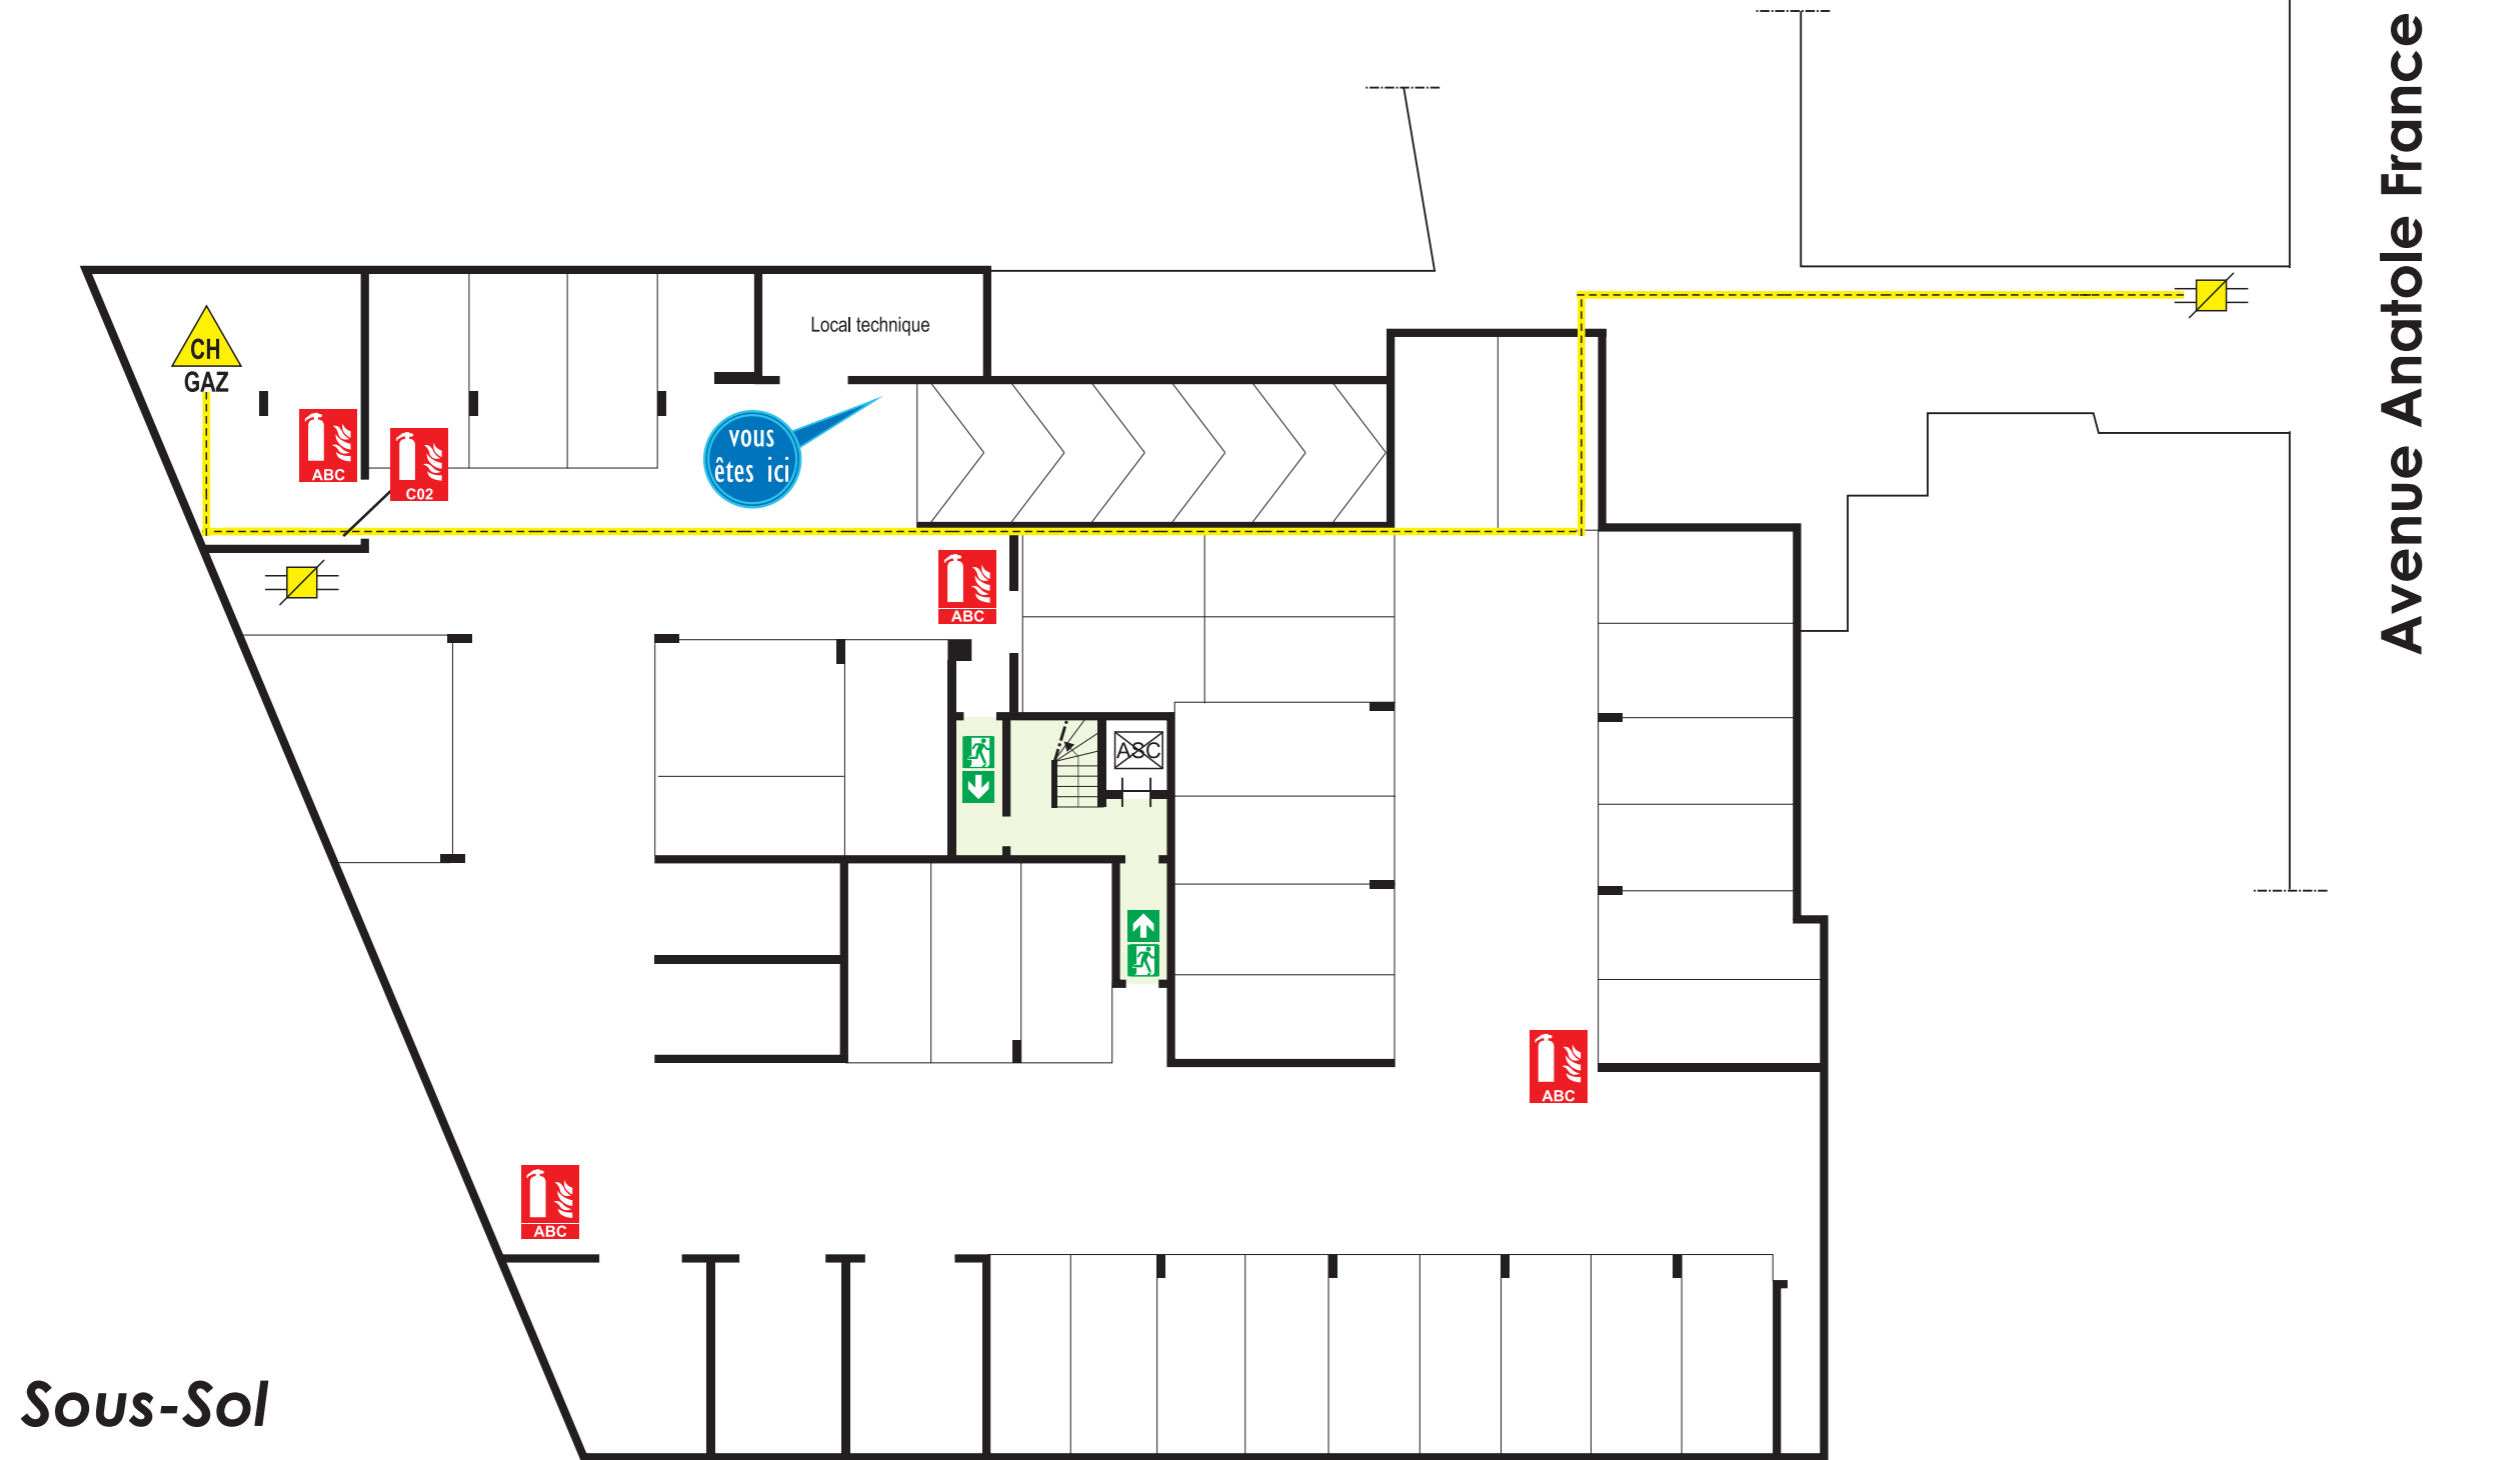 Avenue Anatole France
Local technique
CH
GAZ
ABC
C02
vous
êtes ici
ABC
ASC
ABC
ABC
Sous-Sol